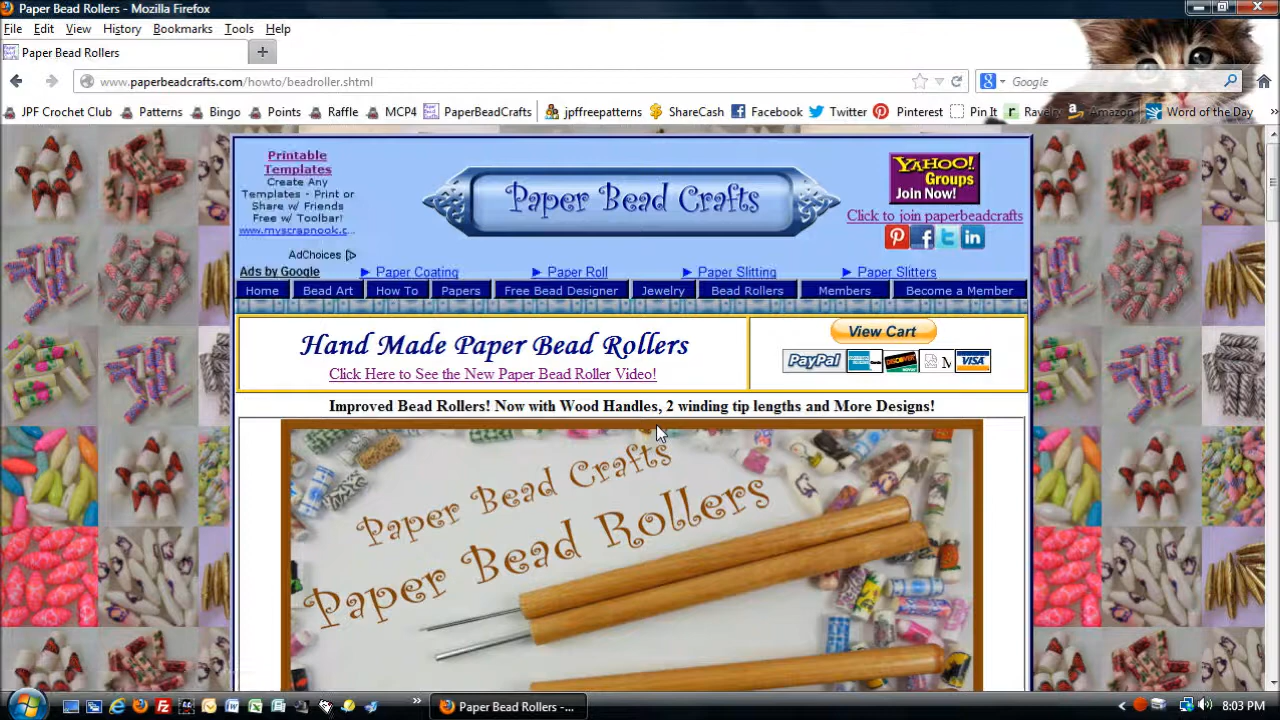 Paper Bead Rollers - Mozilla Firefox
File Edit View History Bookmarks Tools Help
Paper Bead Rollers
www.paperbeadcrafts.com/howto/beadroller.shtml
Google
JPF Crochet Club Patterns Bingo Points Raffle MCP4 PaperBeadCrafts jpffreepatterns ShareCash Facebook Twitter Pinterest Pin It Ravelry Amazon Word of the Day
Printable
Templates
Create Any
Templates - Print or
Share w/ Friends
Free w/ Toolbar!
www.myscrapnook.c...
AdChoices
Paper Bead Crafts
YAHOO!
Groups
Join Now!
Click to join paperbeadcrafts
Ads by Google Paper Coating Paper Roll Paper Slitting Paper Slitters
Home Bead Art How To Papers Free Bead Designer Jewelry Bead Rollers Members Become a Member
Hand Made Paper Bead Rollers
Click Here to See the New Paper Bead Roller Video!
View Cart
PayPal DISCOVER M VISA
Improved Bead Rollers! Now with Wood Handles, 2 winding tip lengths and More Designs!
Paper Bead Crafts
Paper Bead Rollers
Paper Bead Rollers -...
8:03 PM